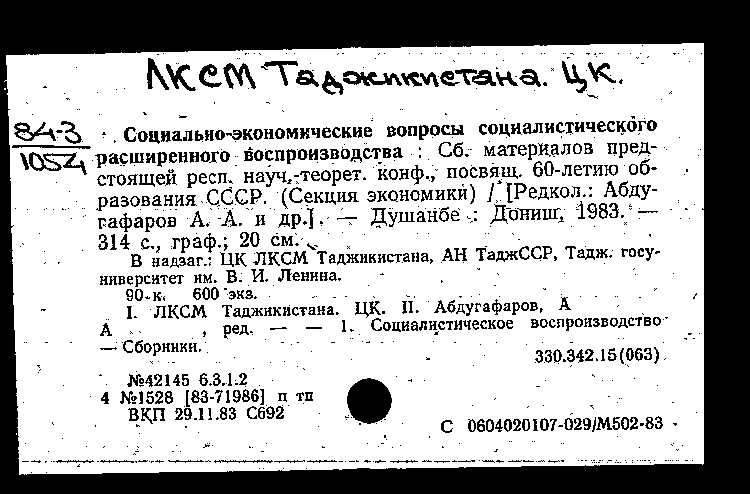 ЛКСМ Таджикистана. ЦК.
84-3
1054
Социально-экономические вопросы социалистического
расширенного воспроизводства : Сб. материалов пред-
стоящей респ. науч.-теорет. конф., посвящ. 60-летию об-
разования СССР. (Секция экономики) / [Редкол.: Абду-
гафаров А. А. и др.]. — Душанбе : Дониш, 1983. —
314 с., граф.; 20 см.
В надзаг.: ЦК ЛКСМ Таджикистана, АН ТаджССР, Тадж. госу-
ниверситет им. В. И. Ленина.
90 к. 600 экз.
I. ЛКСМ Таджикистана. ЦК. II. Абдугафаров, А
А , ред. — — 1. Социалистическое воспроизводство
— Сборники.
330.342.15(063)
№42145 6.3.1.2
4 №1528 [83-71986] п тп
ВКП 29.11.83 С692
С 0604020107-029/М502-83